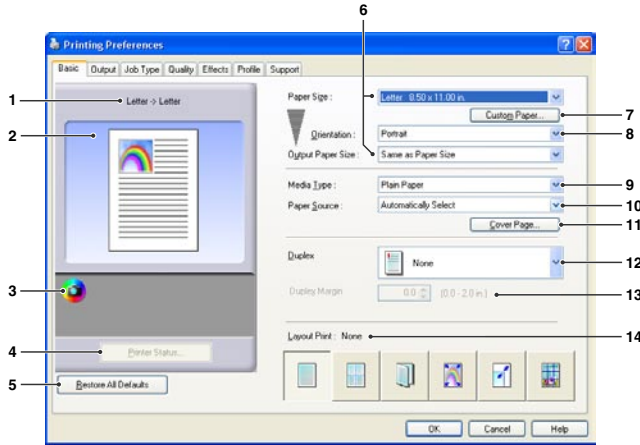 6
Printing Preferences
Basic Output Job Type Quality Effects Profile Support
1
Letter -> Letter
Paper Size :
Letter 8.50 x 11.00 in.
2
Custom Paper...
7
Orientation :
Portrait
8
Output Paper Size :
Same as Paper Size
Media Type :
Plain Paper
9
Paper Source :
Automatically Select
10
Cover Page...
11
Duplex
None
12
3
Duplex Margin
0.0
(0.0 - 2.0 in.)
13
4
Printer Status...
Layout Print : None
14
5
Restore All Defaults
OK
Cancel
Help